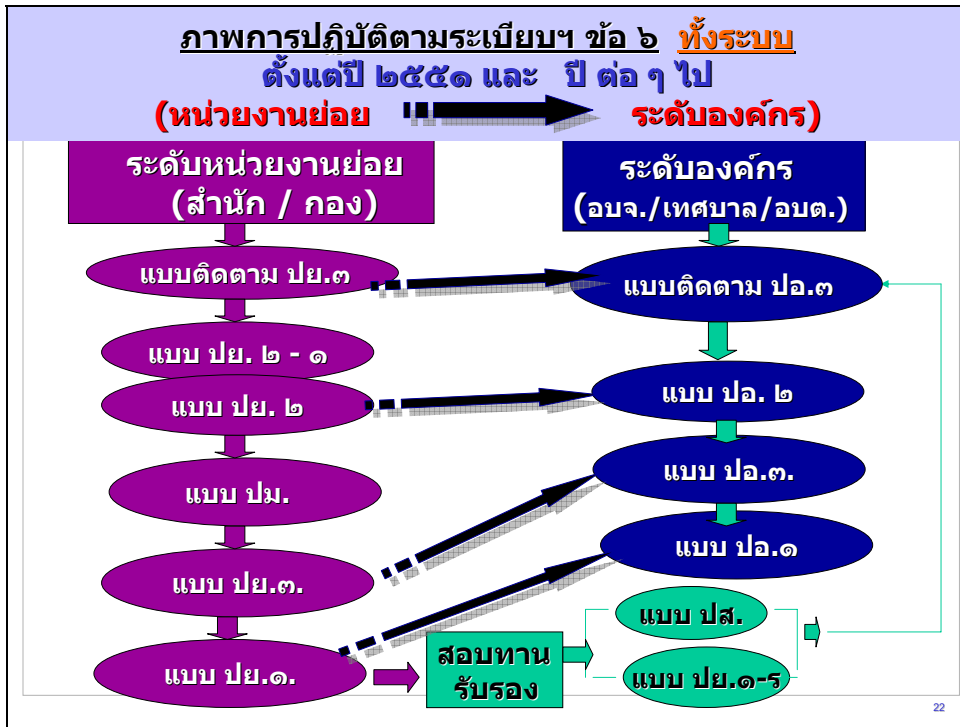 ภาพการปฏิบัติตามระเบียบฯ ข้อ ๖ ทั้งระบบ
ตั้งแต่ปี ๒๕๕๑ และ ปี ต่อ ๆ ไป
(หน่วยงานย่อย ระดับองค์กร)
ระดับหน่วยงานย่อย
(สำนัก / กอง)
แบบติดตาม ปย.๓
แบบ ปย. ๒ - ๑
แบบ ปย. ๒
แบบ ปม.
แบบ ปย.๓.
แบบ ปย.๑.
สอบทาน
รับรอง
ระดับองค์กร
(อบจ./เทศบาล/อบต.)
แบบติดตาม ปอ.๓
แบบ ปอ. ๒
แบบ ปอ.๓.
แบบ ปอ.๑
แบบ ปส.
แบบ ปย.๑-ร
22